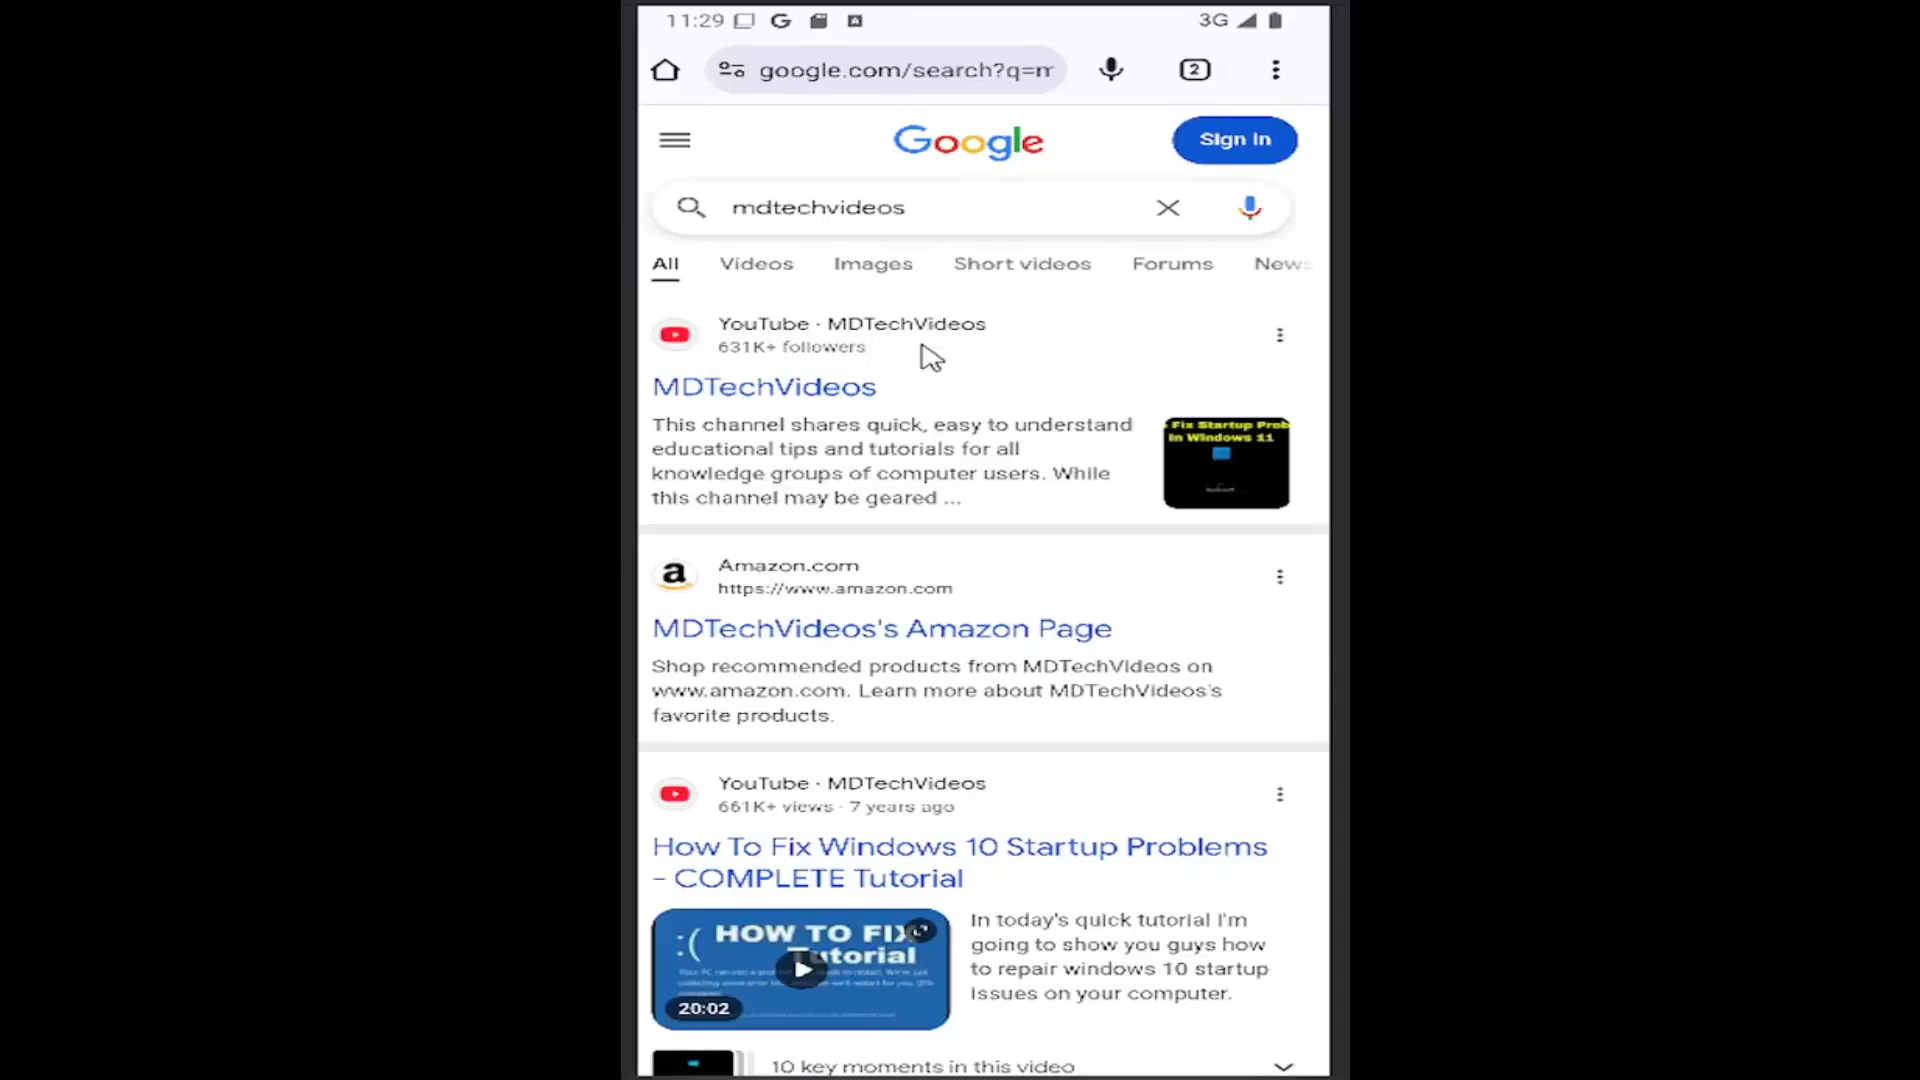 11:29
3G
google.com/search?q=m
2
Google
Sign in
mdtechvideos
All Videos Images Short videos Forums News
YouTube · MDTechVideos
631K+ followers
MDTechVideos
This channel shares quick, easy to understand
educational tips and tutorials for all
knowledge groups of computer users. While
this channel may be geared ...
Fix Startup Prob
In Windows 11
Amazon.com
https://www.amazon.com
MDTechVideos's Amazon Page
Shop recommended products from MDTechVideos on
www.amazon.com. Learn more about MDTechVideos's
favorite products.
YouTube · MDTechVideos
661K+ views · 7 years ago
How To Fix Windows 10 Startup Problems
- COMPLETE Tutorial
:( HOW TO FIX
Tutorial
20:02
In today's quick tutorial I'm
going to show you guys how
to repair windows 10 startup
issues on your computer.
10 key moments in this video